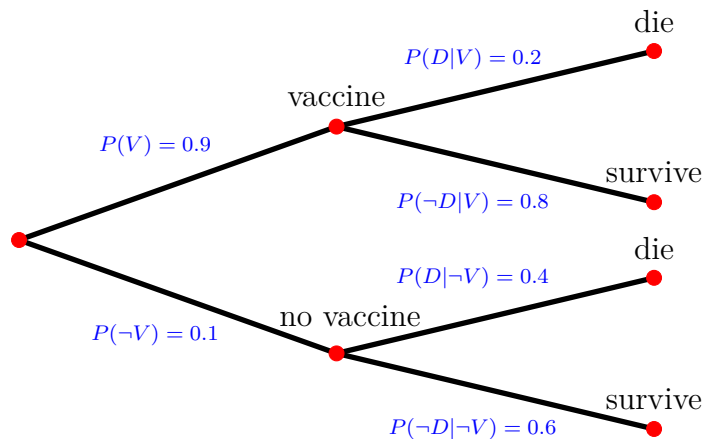 die
P(D|V) = 0.2
vaccine
P(V) = 0.9
survive
P(¬D|V) = 0.8
die
P(D|¬V) = 0.4
no vaccine
P(¬V) = 0.1
survive
P(¬D|¬V) = 0.6